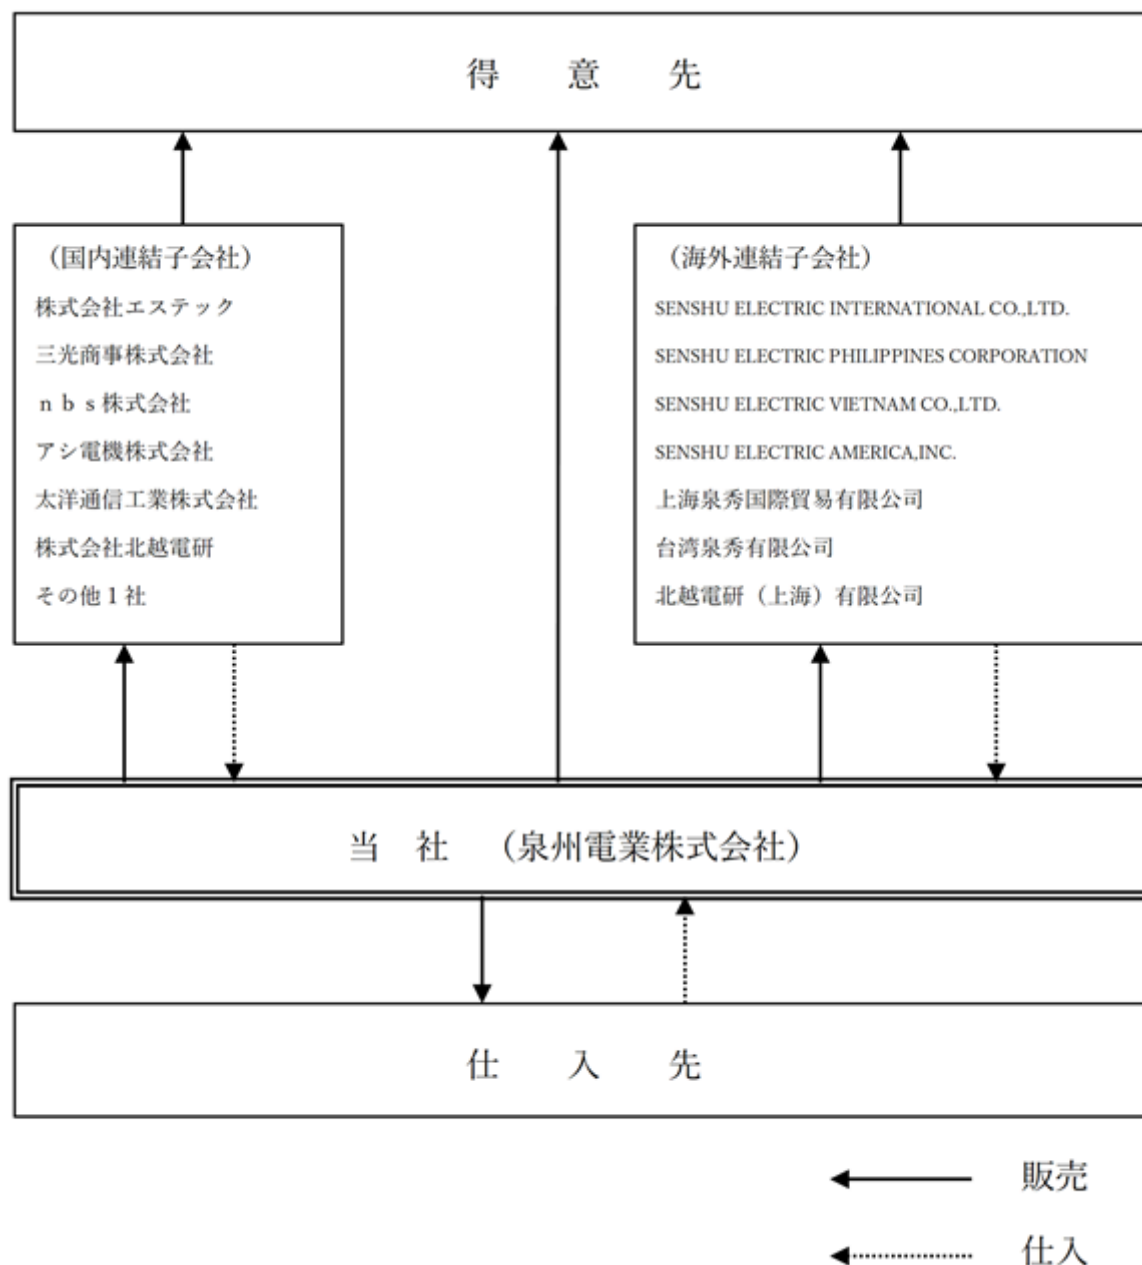 得 意 先
（国内連結子会社）
株式会社エステック
三光商事株式会社
ｎｂｓ株式会社
アシ電機株式会社
太洋通信工業株式会社
株式会社北越電研
その他１社
（海外連結子会社）
SENSHU ELECTRIC INTERNATIONAL CO.,LTD.
SENSHU ELECTRIC PHILIPPINES CORPORATION
SENSHU ELECTRIC VIETNAM CO.,LTD.
SENSHU ELECTRIC AMERICA,INC.
上海泉秀国際貿易有限公司
台湾泉秀有限公司
北越電研（上海）有限公司
当 社 （泉州電業株式会社）
仕 入 先
販売
仕入